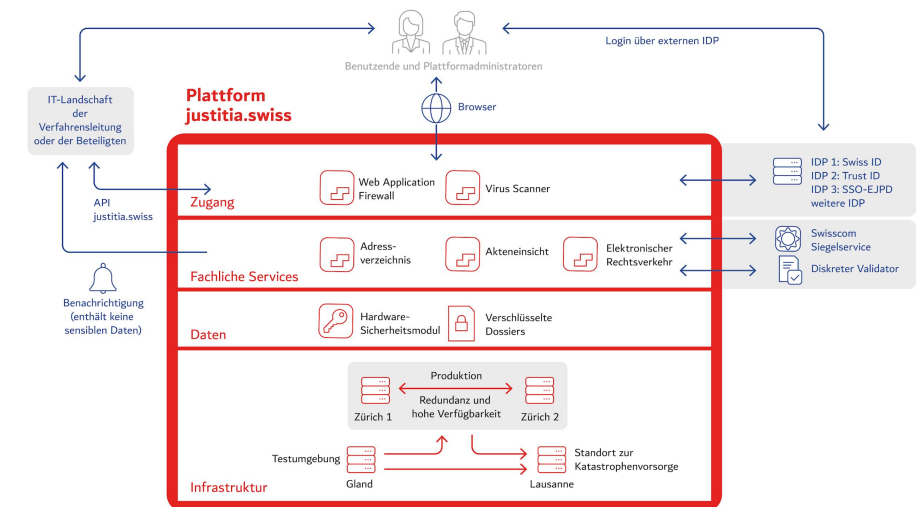 Login über externen IDP
Benutzende und Plattformadministratoren
IT-Landschaft
der
Verfahrensleitung
oder der Beteiligten
Plattform
justitia.swiss
Browser
API
justitia.swiss
Web Application
Firewall
Virus Scanner
Zugang
IDP 1: Swiss ID
IDP 2: Trust ID
IDP 3: SSO-EJPD
weitere IDP
Adress-
verzeichnis
Akteneinsicht
Elektronischer
Rechtsverkehr
Fachliche Services
Swisscom
Siegelservice
Diskreter Validator
Benachrichtigung
(enthält keine
sensiblen Daten)
Hardware-
Sicherheitsmodul
Verschlüsselte
Dossiers
Daten
Produktion
Redundanz und
hohe Verfügbarkeit
Zürich 1
Zürich 2
Testumgebung
Gland
Standort zur
Katastrophenvorsorge
Lausanne
Infrastruktur